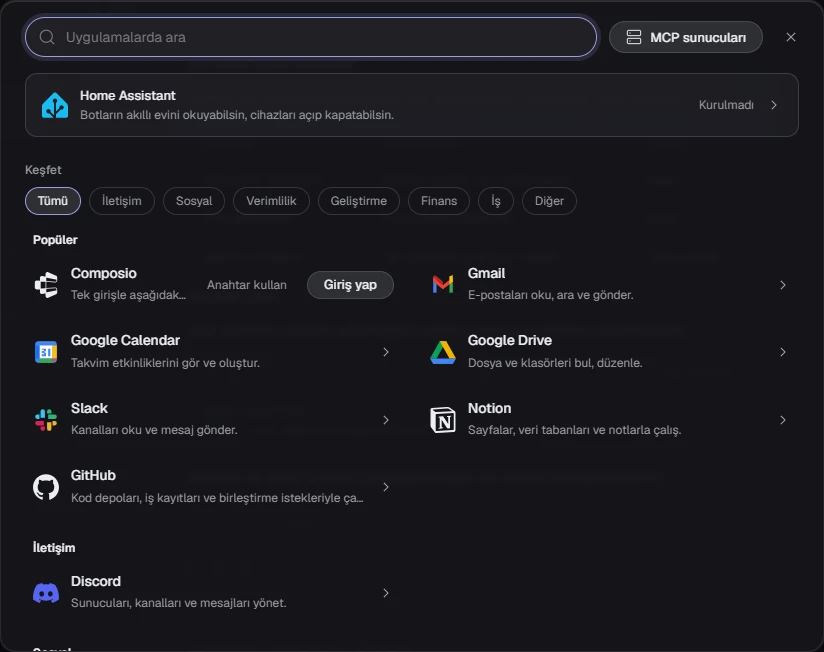 Uygulamalarda ara
MCP sunucuları
Home Assistant
Botların akıllı evini okuyabilsin, cihazları açıp kapatabilsin.
Kurulmadı
Keşfet
Tümü
İletişim
Sosyal
Verimlilik
Geliştirme
Finans
İş
Diğer
Popüler
Composio
Tek girişle aşağıdak...
Anahtar kullan
Giriş yap
Gmail
E-postaları oku, ara ve gönder.
Google Calendar
Takvim etkinliklerini gör ve oluştur.
Google Drive
Dosya ve klasörleri bul, düzenle.
Slack
Kanalları oku ve mesaj gönder.
Notion
Sayfalar, veri tabanları ve notlarla çalış.
GitHub
Kod depoları, iş kayıtları ve birleştirme istekleriyle ça...
İletişim
Discord
Sunucuları, kanalları ve mesajları yönet.